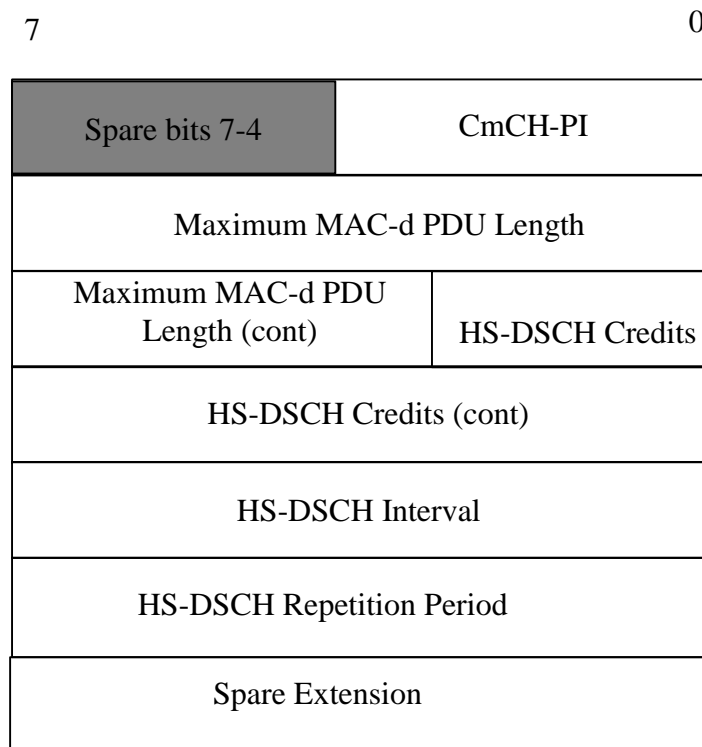 7 0
Spare bits 7-4 CmCH-PI
Maximum MAC-d PDU Length
Maximum MAC-d PDU
Length (cont) HS-DSCH Credits
HS-DSCH Credits (cont)
HS-DSCH Interval
HS-DSCH Repetition Period
Spare Extension